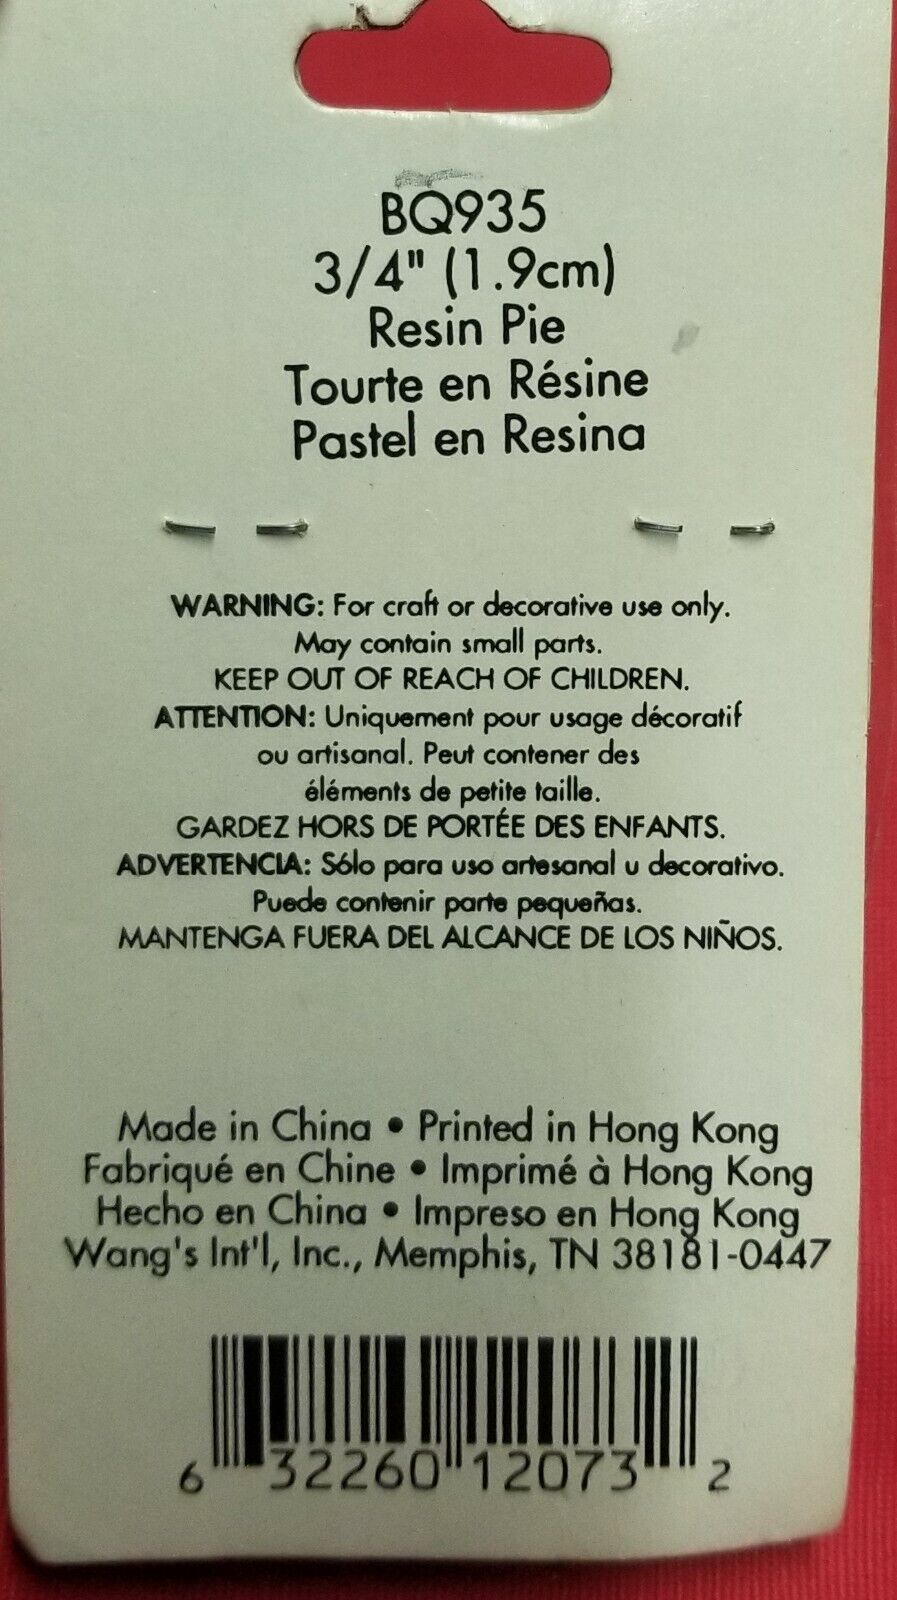 BQ935
3/4" (1.9cm)
Resin Pie
Tourte en Résine
Pastel en Resina
WARNING: For craft or decorative use only.
May contain small parts.
KEEP OUT OF REACH OF CHILDREN.
ATTENTION: Uniquement pour usage décoratif
ou artisanal. Peut contener des
éléments de petite taille.
GARDEZ HORS DE PORTÉE DES ENFANTS.
ADVERTENCIA: Sólo para uso artesanal u decorativo.
Puede contenir parte pequeñas.
MANTENGA FUERA DEL ALCANCE DE LOS NIÑOS.
Made in China • Printed in Hong Kong
Fabriqué en Chine • Imprimé à Hong Kong
Hecho en China • Impreso en Hong Kong
Wang's Int'l, Inc., Memphis, TN 38181-0447
6 32260 12073 2